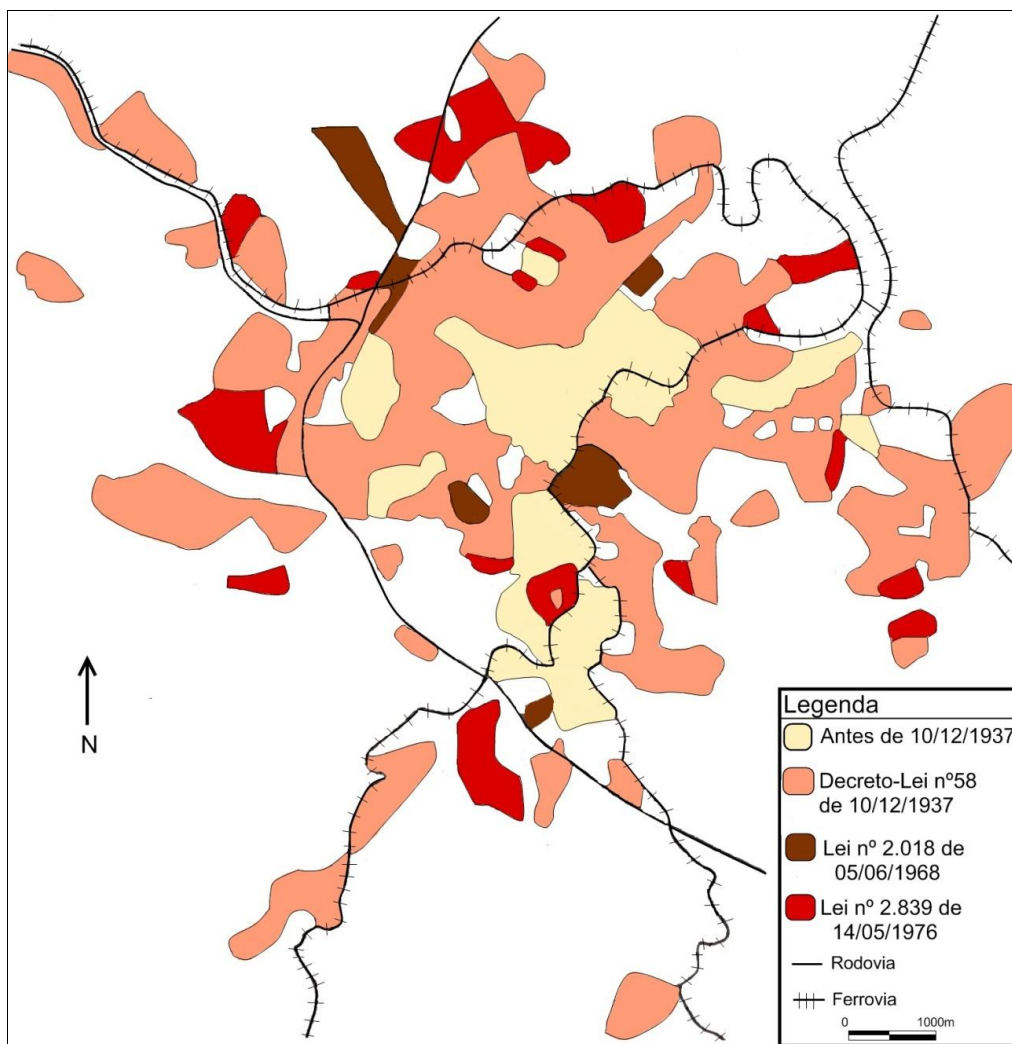 N
Legenda
Antes de 10/12/1937
Decreto-Lei nº58
de 10/12/1937
Lei nº 2.018 de
05/06/1968
Lei nº 2.839 de
14/05/1976
Rodovia
Ferrovia
0 1000m